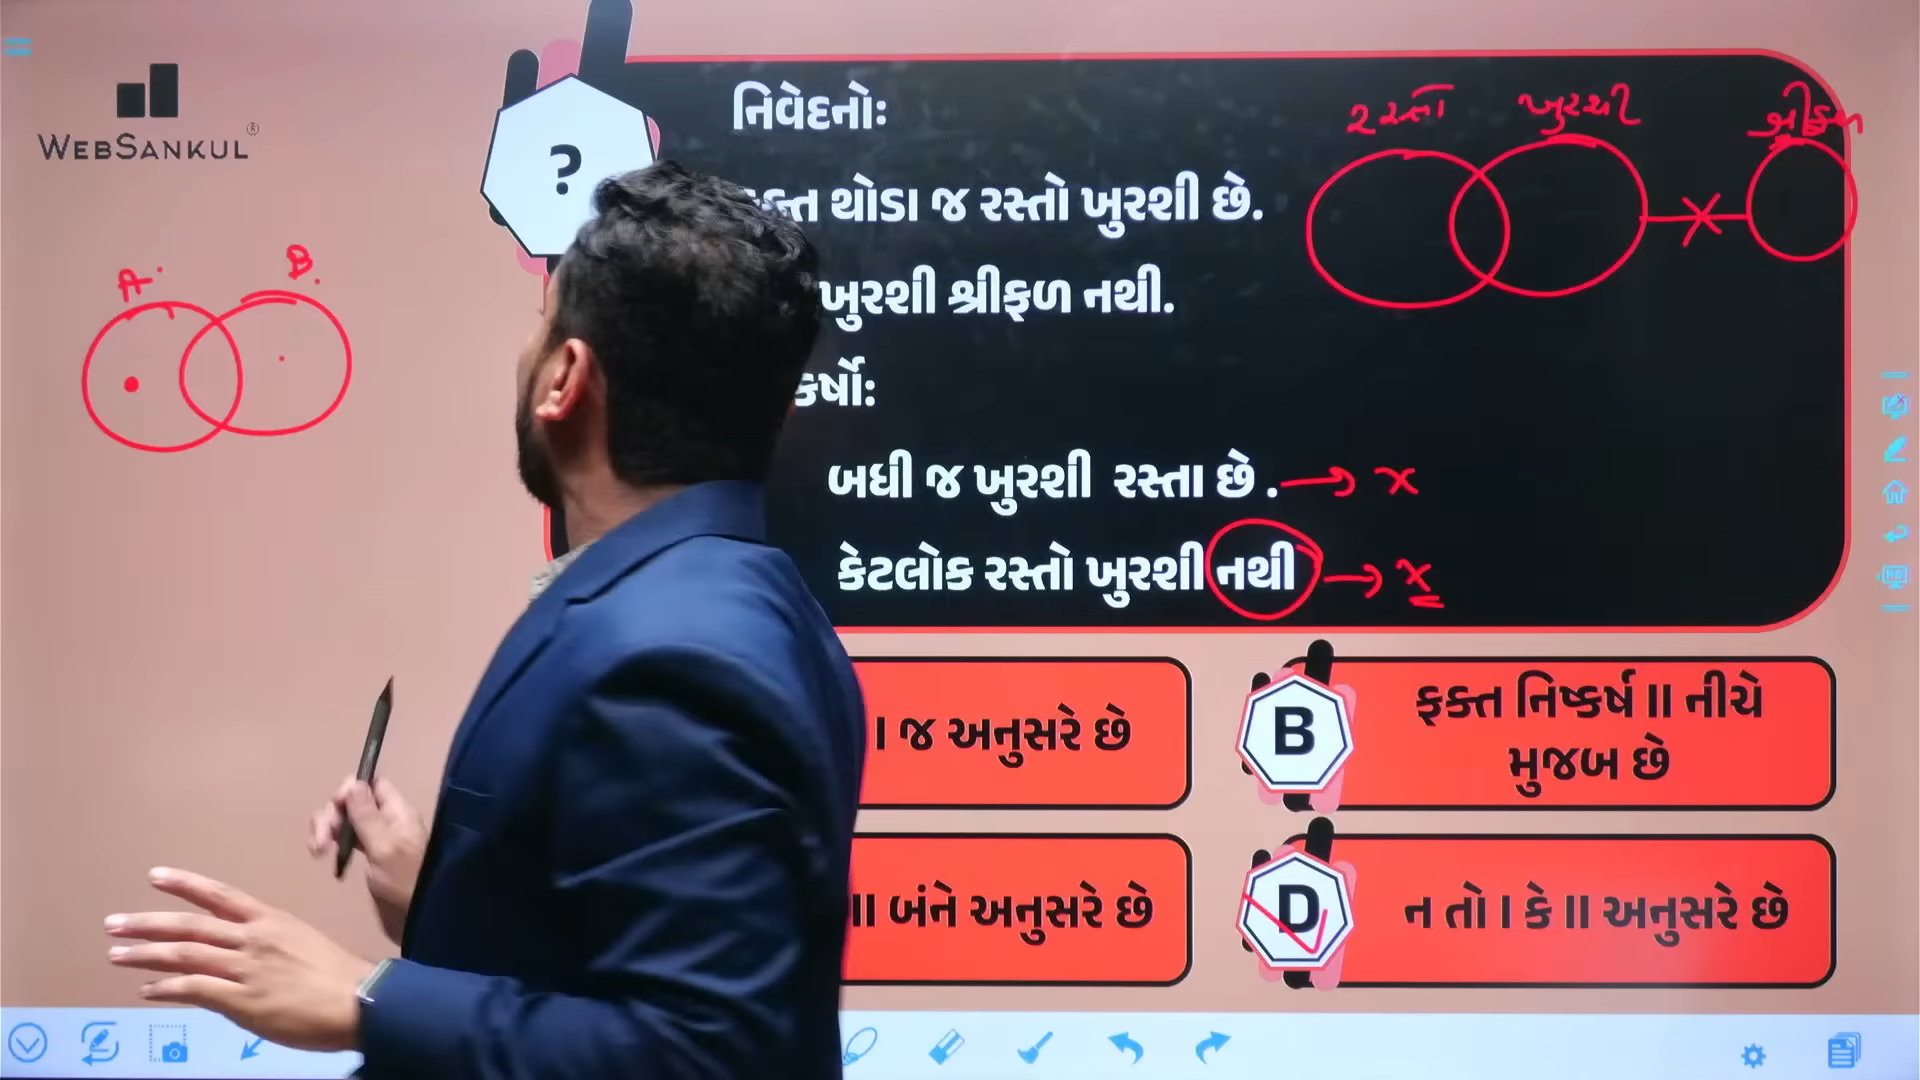 WEBSANKUL
?
નિવેદનોઃ
થોડા જ રસ્તો ખુરશી છે.
ખુરશી શ્રીફળ નથી.
બધી જ ખુરશી રસ્તા છે .
કેટલોક રસ્તો ખુરશી નથી
રસ્તા ખુરશી શ્રીફળ
A B
x
x
I જ અનુસરે છે
B ફક્ત નિષ્કર્ષ II નીચે
મુજબ છે
II બંને અનુસરે છે
D ન તો I કે II અનુસરે છે